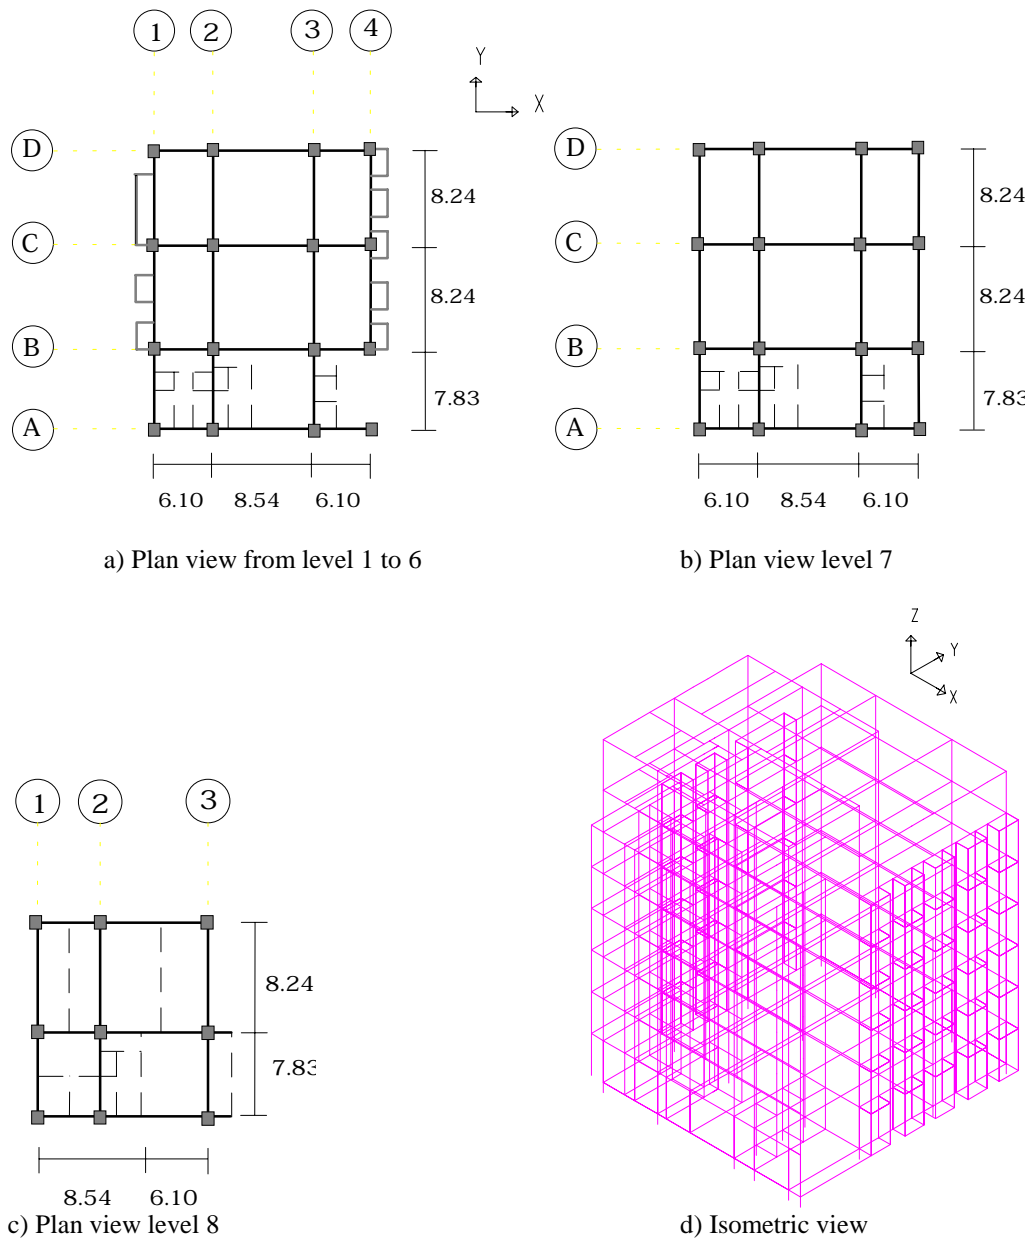 1 2 3 4
Y
X
D
C
B
A
8.24
8.24
7.83
6.10 8.54 6.10
a) Plan view from level 1 to 6
D
C
B
A
8.24
8.24
7.83
6.10 8.54 6.10
b) Plan view level 7
1 2 3
8.24
7.83
8.54 6.10
c) Plan view level 8
Z
Y
X
d) Isometric view